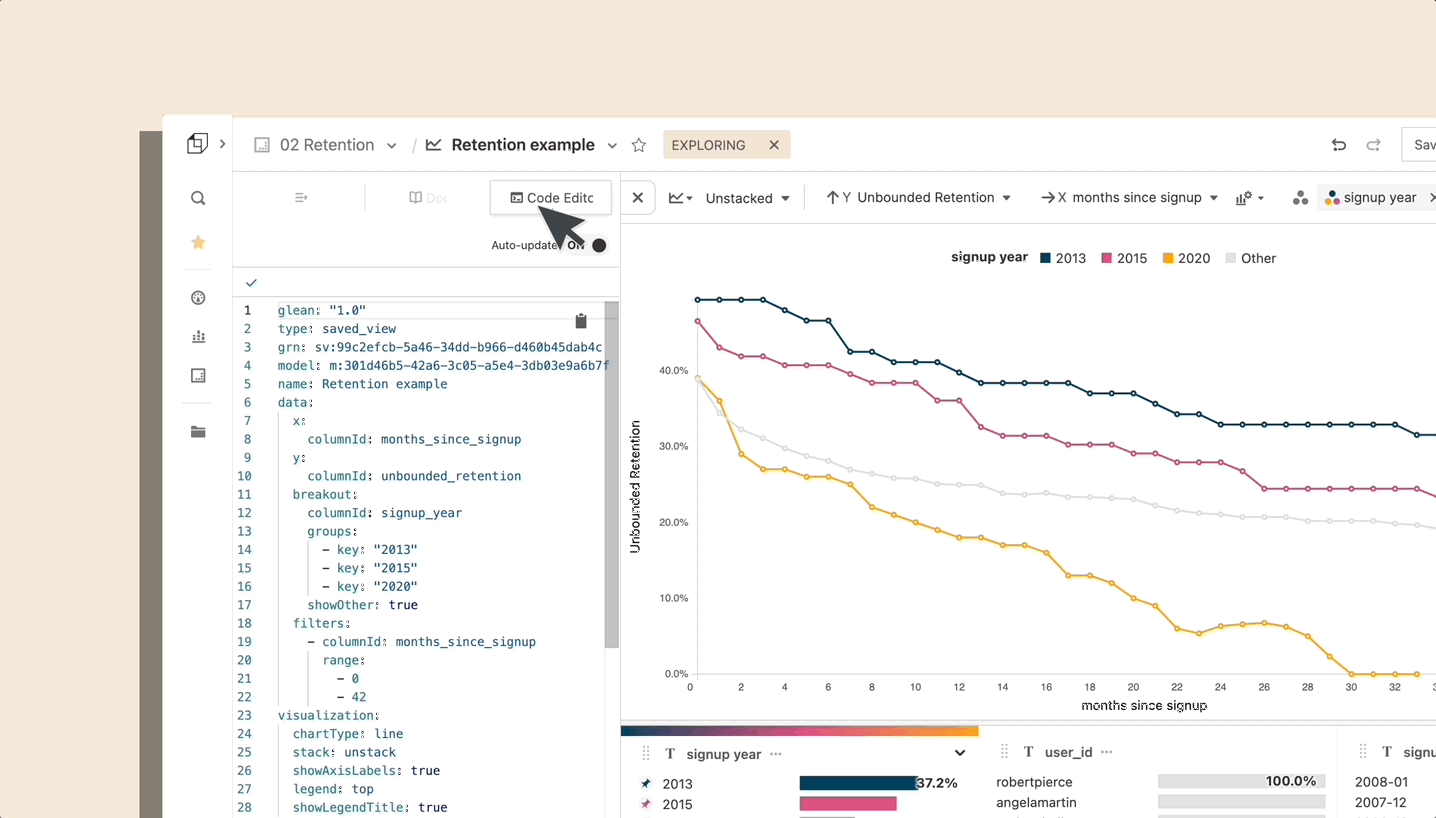 02 Retention / Retention example EXPLORING Sav
Doc Code Edito
Auto-update: On
Unstacked Y Unbounded Retention X months since signup signup year
1 glean: "1.0"
2 type: saved_view
3 grn: sv:99c2efcb-5a46-34dd-b966-d460b45dab4c
4 model: m:301d46b5-42a6-3c05-a5e4-3db03e9a6b7f
5 name: Retention example
6 data:
7 x:
8 columnId: months_since_signup
9 y:
10 columnId: unbounded_retention
11 breakout:
12 columnId: signup_year
13 groups:
14 - key: "2013"
15 - key: "2015"
16 - key: "2020"
17 showOther: true
18 filters:
19 - columnId: months_since_signup
20 range:
21 - 0
22 - 42
23 visualization:
24 chartType: line
25 stack: unstack
26 showAxisLabels: true
27 legend: top
28 showLegendTitle: true
signup year 2013 2015 2020 Other
Unbounded Retention
40.0%
30.0%
20.0%
10.0%
0.0%
0 2 4 6 8 10 12 14 16 18 20 22 24 26 28 30 32 3
months since signup
T signup year
2013 37.2%
2015
T user_id
robertpierce 100.0%
angelamartin
T signu
2008-01
2007-12